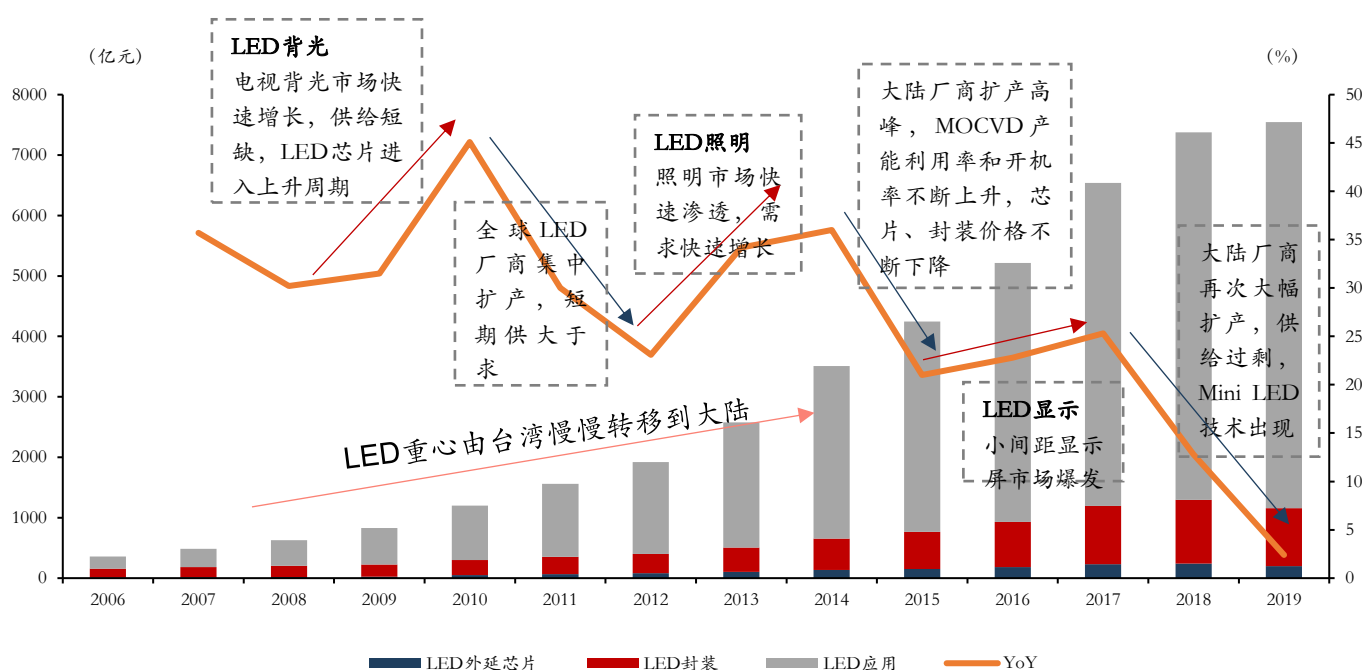 (亿元)
(%)
8000
7000
6000
5000
4000
3000
2000
1000
0
50
45
40
35
30
25
20
15
10
5
0
LED背光
电视背光市场快
速增长，供给短
缺，LED芯片进
入上升周期
全球LED
厂商集中
扩产，短
期供大于
求
LED照明
照明市场快
速渗透，需
求快速增长
大陆厂商扩产高
峰，MOCVD产
能利用率和开机
率不断上升，芯
片、封装价格不
断下降
LED显示
小间距显示
屏市场爆发
大陆厂商
再次大幅
扩产，供
给过剩，
Mini LED
技术出现
LED重心由台湾慢慢转移到大陆
2006 2007 2008 2009 2010 2011 2012 2013 2014 2015 2016 2017 2018 2019
LED外延芯片 LED封装 LED应用 YoY